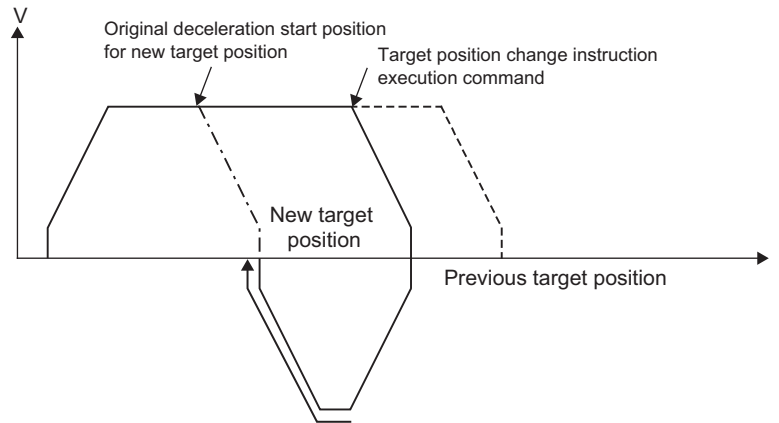 V
Original deceleration start position
for new target position
Target position change instruction
execution command
New target
position
Previous target position